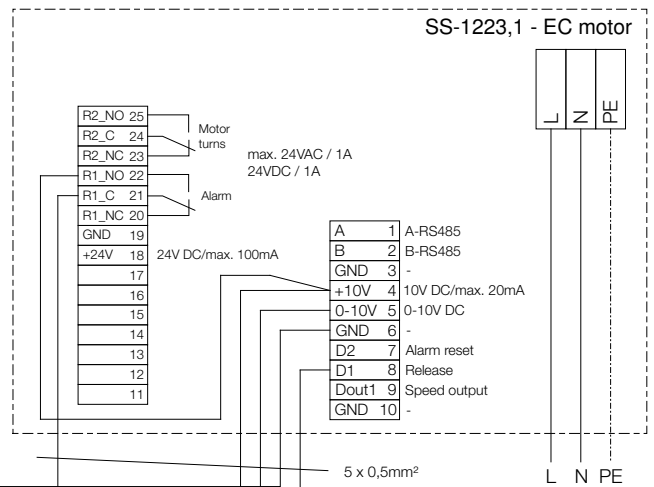 SS-1223,1 - EC motor
L N PE
R2_NO 25
R2_C 24
R2_NC 23
R1_NO 22
R1_C 21
R1_NC 20
GND 19
+24V 18 24V DC/max. 100mA
17
16
15
14
13
12
11
Motor
turns
Alarm
max. 24VAC / 1A
24VDC / 1A
A 1 A-RS485
B 2 B-RS485
GND 3 -
+10V 4 10V DC/max. 20mA
0-10V 5 0-10V DC
GND 6 -
D2 7 Alarm reset
D1 8 Release
Dout1 9 Speed output
GND 10 -
5 x 0,5mm²
L N PE